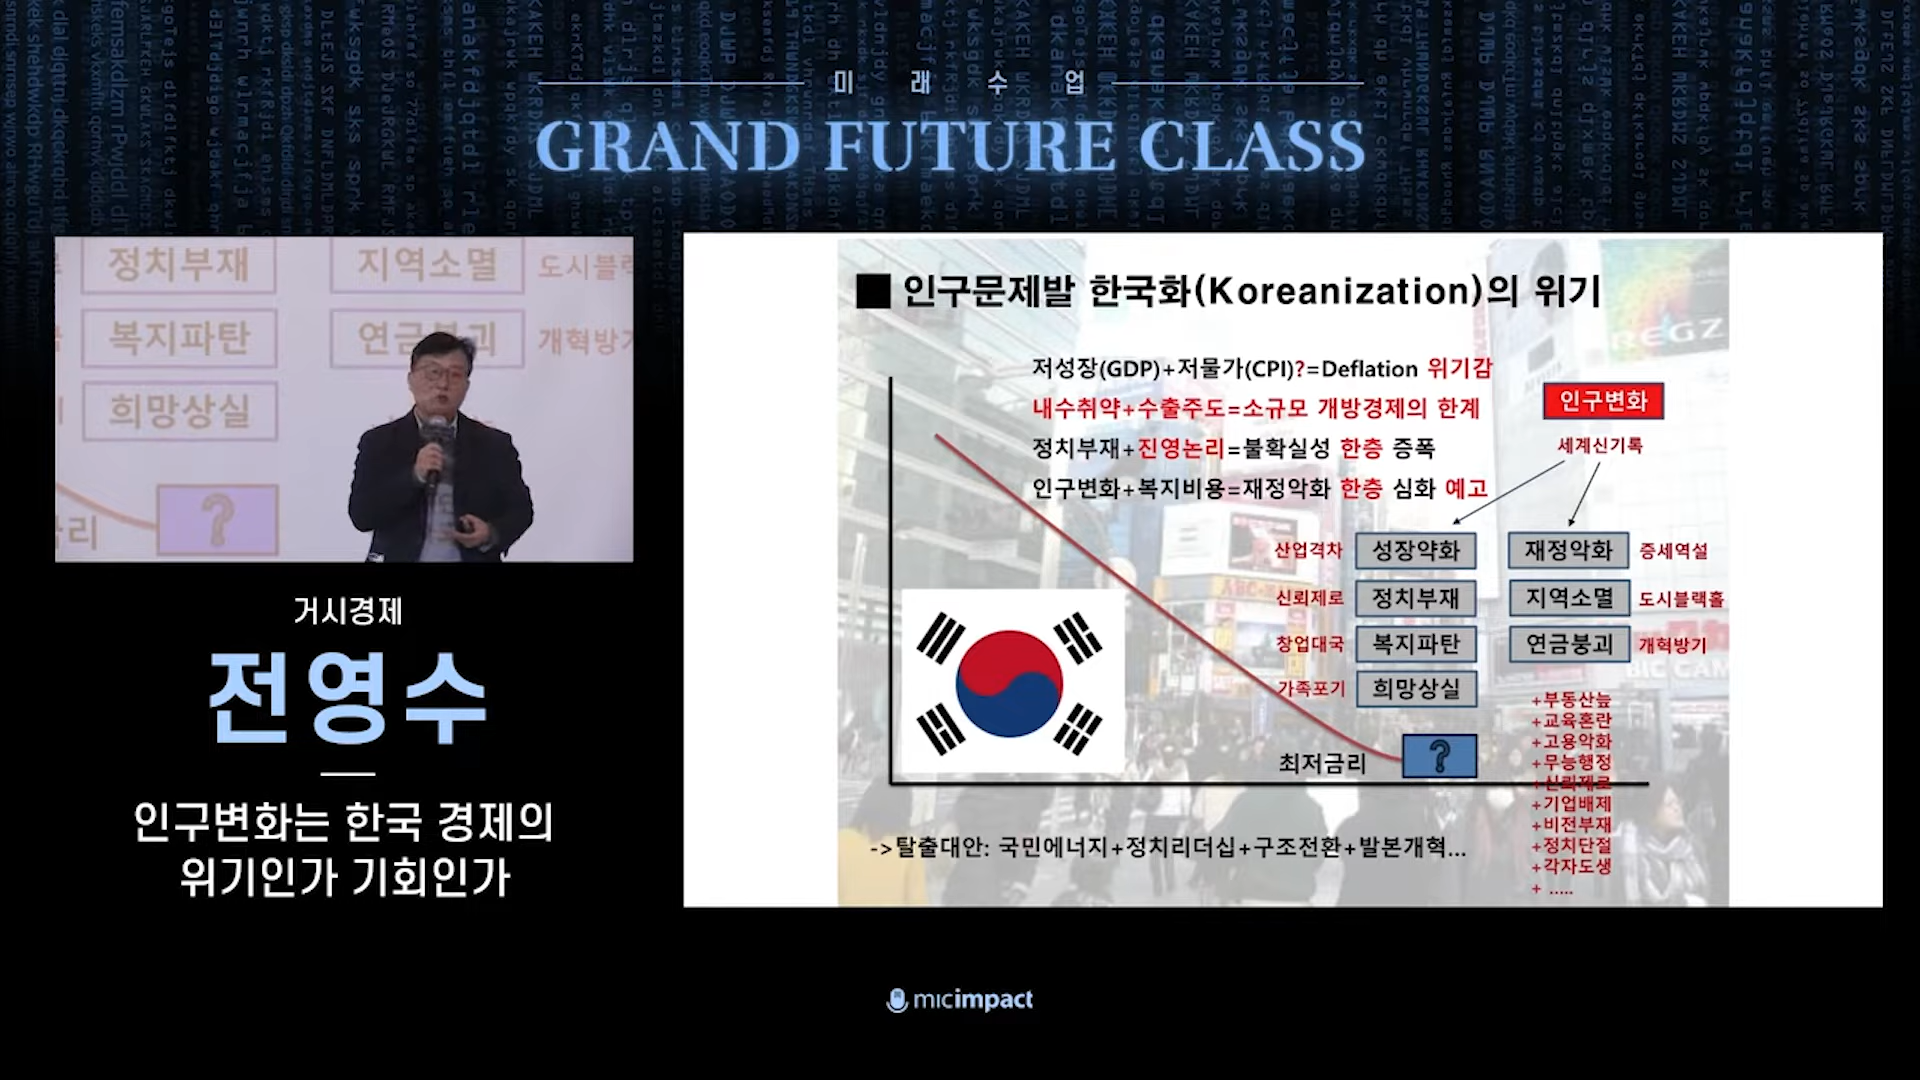 미 래 수 업
GRAND FUTURE CLASS
정치부재
지역소멸
도시블
복지파탄
연금붕괴
개혁방
희망상실
리
?
거시경제
전영수
인구변화는 한국 경제의
위기인가 기회인가
■ 인구문제발 한국화(Koreanization)의 위기
저성장(GDP)+저물가(CPI)?=Deflation 위기감
내수취약+수출주도=소규모 개방경제의 한계
정치부재+진영논리=불확실성 한층 증폭
인구변화+복지비용=재정악화 한층 심화 예고
인구변화
세계신기록
산업격차 성장약화 재정악화 증세역설
신뢰제로 정치부재 지역소멸 도시블랙홀
창업대국 복지파탄 연금붕괴 개혁방기
가족포기 희망상실
+부동산늪
+교육혼란
+고용악화
+무능행정
+신뢰제로
+기업배제
+비전부재
+정치단절
+각자도생
+ .....
최저금리 ?
->탈출대안: 국민에너지+정치리더십+구조전환+발본개혁...
REGZ
BIC CAM
micimpact